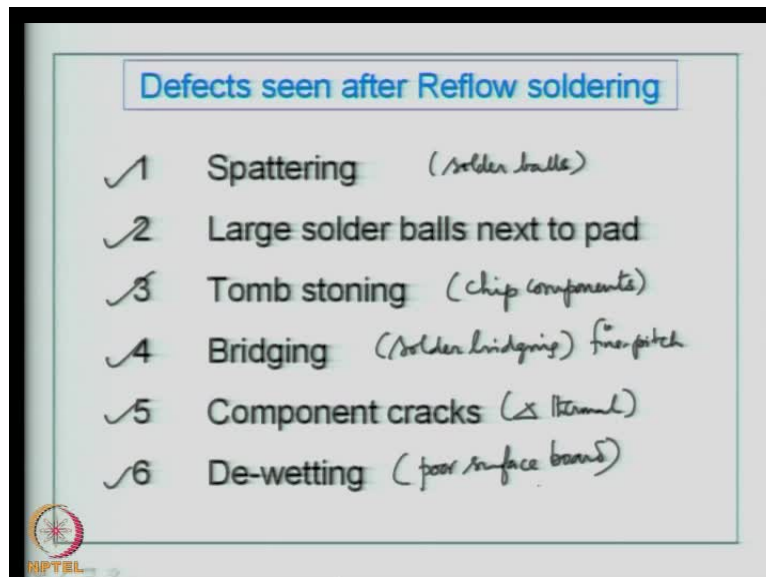 Defects seen after Reflow soldering
1 Spattering (solder balls)
2 Large solder balls next to pad
3 Tomb stoning (chip components)
4 Bridging (solder bridging) finer pitch
5 Component cracks (thermal)
6 De-wetting (poor surface board)
NPTEL